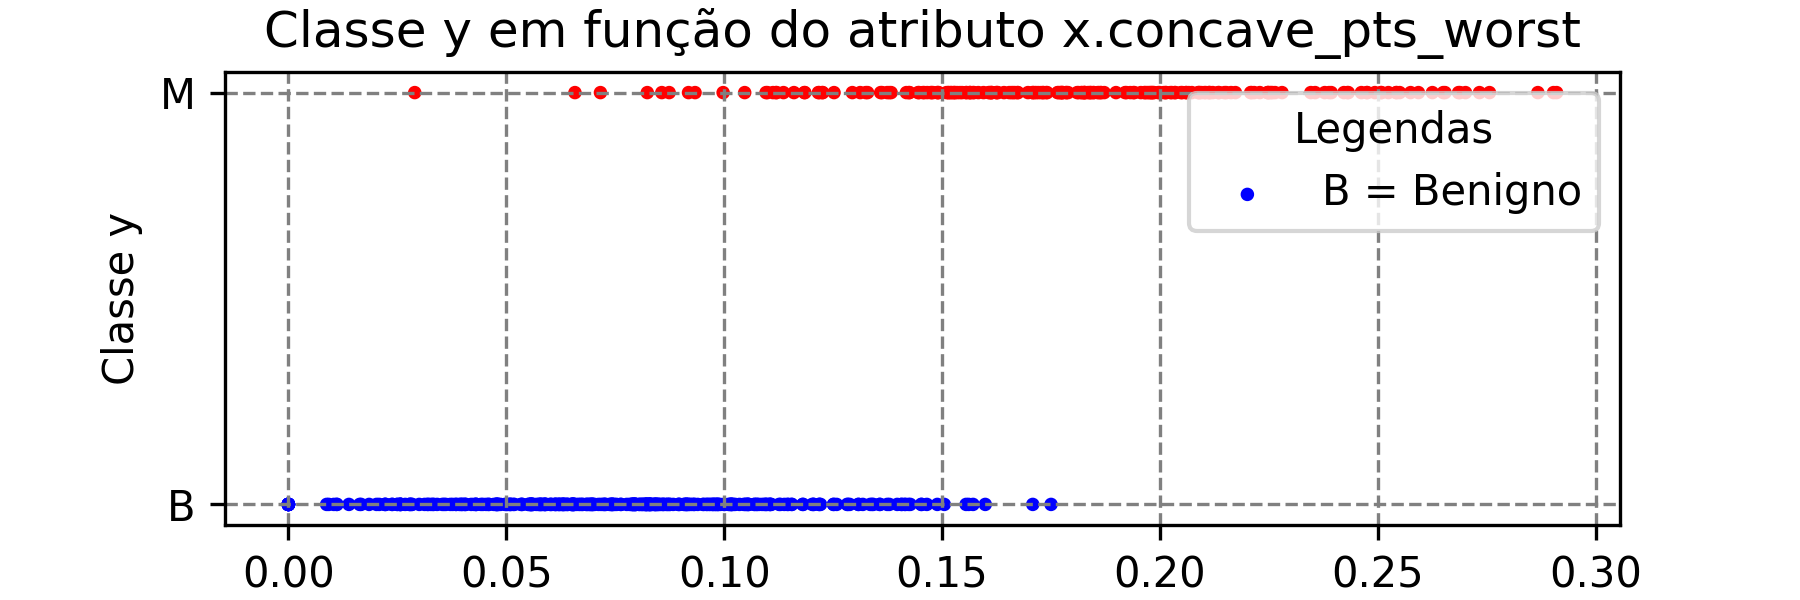 Classe y em função do atributo x.concave_pts_worst
M
Legendas
B = Benigno
Classe y
B
0.00 0.05 0.10 0.15 0.20 0.25 0.30